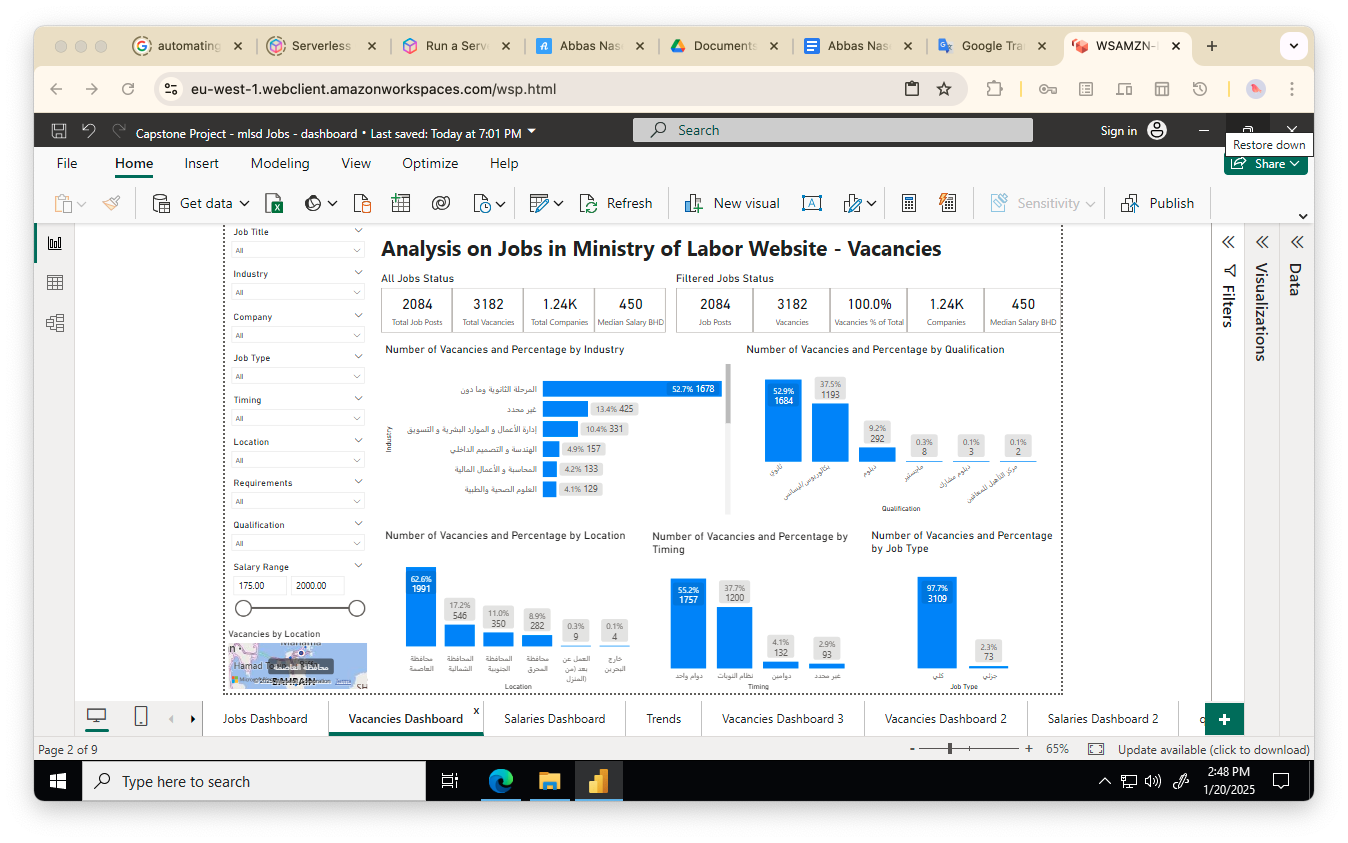 automating
Serverless
Run a Serv
Abbas Nas
Documents
Abbas Nas
Google Tra
WSAMZN-
eu-west-1.webclient.amazonworkspaces.com/wsp.html
Capstone Project - mlsd Jobs - dashboard • Last saved: Today at 7:01 PM
Search
Sign in
Restore down
File
Home
Insert
Modeling
View
Optimize
Help
Share
Get data
Refresh
New visual
Sensitivity
Publish
Job Title
All
Industry
All
Company
All
Job Type
All
Timing
All
Location
All
Requirements
All
Qualification
All
Salary Range
175.00
2000.00
Vacancies by Location
Hamad To
محافظة العاصمة
BAHRAIN
Terms
Analysis on Jobs in Ministry of Labor Website - Vacancies
All Jobs Status
2084
Total Job Posts
3182
Total Vacancies
1.24K
Total Companies
450
Median Salary BHD
Filtered Jobs Status
2084
Job Posts
3182
Vacancies
100.0%
Vacancies % of Total
1.24K
Companies
450
Median Salary BHD
Number of Vacancies and Percentage by Industry
Industry
المرحلة الثانوية وما دون
52.7% 1678
غير محدد
13.4% 425
إدارة الأعمال و الموارد البشرية و التسويق
10.4% 331
الهندسة و التصميم الداخلي
4.9% 157
المحاسبة و الأعمال المالية
4.2% 133
العلوم الصحية والطبية
4.1% 129
Number of Vacancies and Percentage by Qualification
52.9%
1684
37.5%
1193
9.2%
292
0.3%
8
0.1%
3
0.1%
2
ثانوي
بكالوريوس/ليسانس
دبلوم
ماجستير
دبلوم مشارك
مركز التأهيل للمعاقين
Qualification
Number of Vacancies and Percentage by Location
62.6%
1991
17.2%
546
11.0%
350
8.9%
282
0.3%
9
0.1%
4
محافظة
العاصمة
المحافظة
الشمالية
المحافظة
الجنوبية
محافظة
المحرق
العمل عن
بعد (من
المنزل)
خارج
البحرين
Location
Number of Vacancies and Percentage by
Timing
55.2%
1757
37.7%
1200
4.1%
132
2.9%
93
دوام واحد
نظام النوبات
دوامين
غير محدد
Timing
Number of Vacancies and Percentage
by Job Type
97.7%
3109
2.3%
73
كلي
جزئي
Job Type
Filters
Visualizations
Data
Jobs Dashboard
Vacancies Dashboard
x
Salaries Dashboard
Trends
Vacancies Dashboard 3
Vacancies Dashboard 2
Salaries Dashboard 2
Page 2 of 9
65%
Update available (click to download)
Type here to search
2:48 PM
1/20/2025